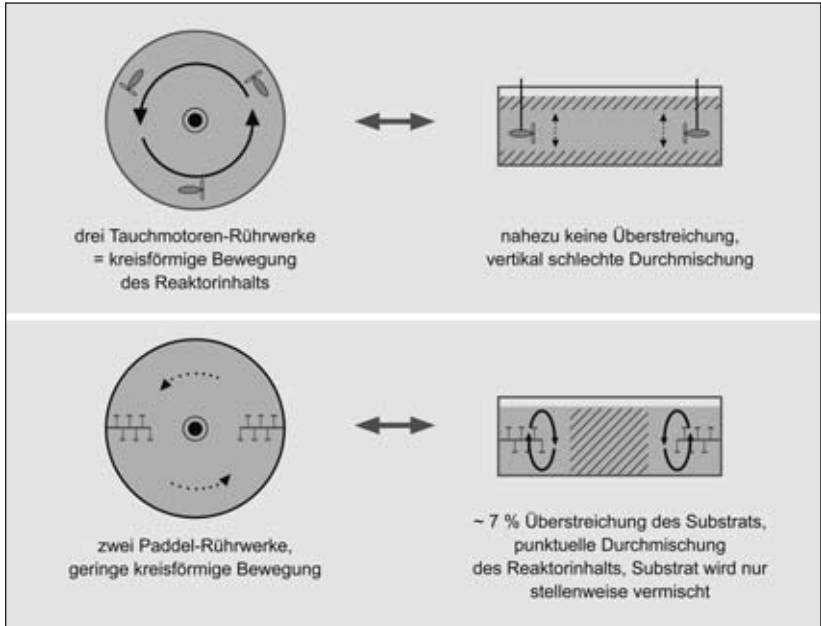 drei Tauchmotoren-Rührwerke
= kreisförmige Bewegung
des Reaktorinhalts
nahezu keine Überstreichung,
vertikal schlechte Durchmischung
zwei Paddel-Rührwerke,
geringe kreisförmige Bewegung
~ 7 % Überstreichung des Substrats,
punktuelle Durchmischung
des Reaktorinhalts, Substrat wird nur
stellenweise vermischt